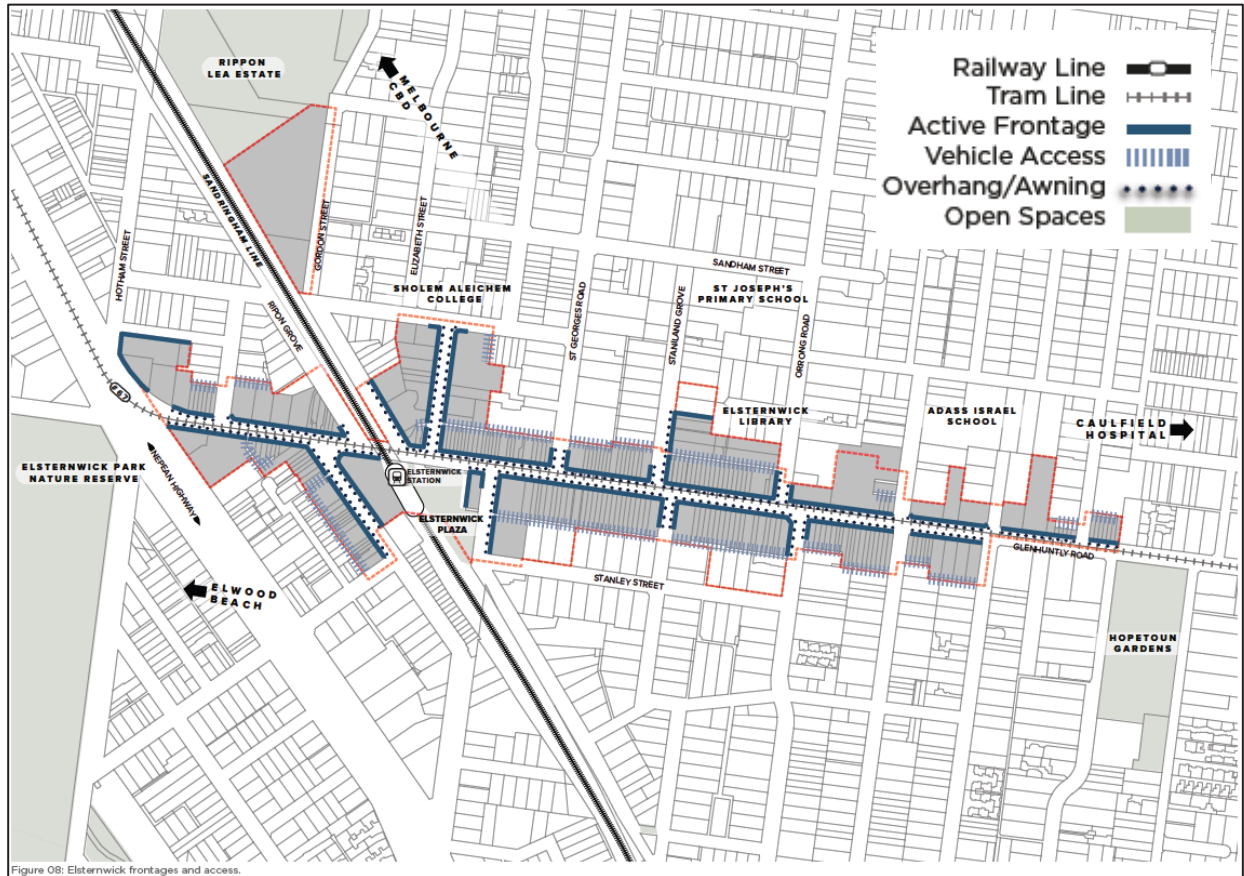 RIPPON
LEA ESTATE
MELBOURNE
CBD
Railway Line
Tram Line
Active Frontage
Vehicle Access
Overhang/Awning
Open Spaces
SANDRINGHAM LINE
GORDON STREET
ELIZABETH STREET
HOTHAM STREET
RIPON GROVE
SHOLEM ALEICHEM
COLLEGE
ST GEORGES ROAD
STANILAND GROVE
SANDHAM STREET
ST JOSEPH'S
PRIMARY SCHOOL
ORRONG ROAD
#67
ELSTERNWICK
LIBRARY
ADASS ISRAEL
SCHOOL
CAULFIELD
HOSPITAL
ELSTERNWICK PARK
NATURE RESERVE
NEPEAN HIGHWAY
ELSTERNWICK
STATION
ELSTERNWICK
PLAZA
GLENHUNTLY ROAD
STANLEY STREET
ELWOOD
BEACH
HOPETOUN
GARDENS
Figure 08: Elsternwick frontages and access.